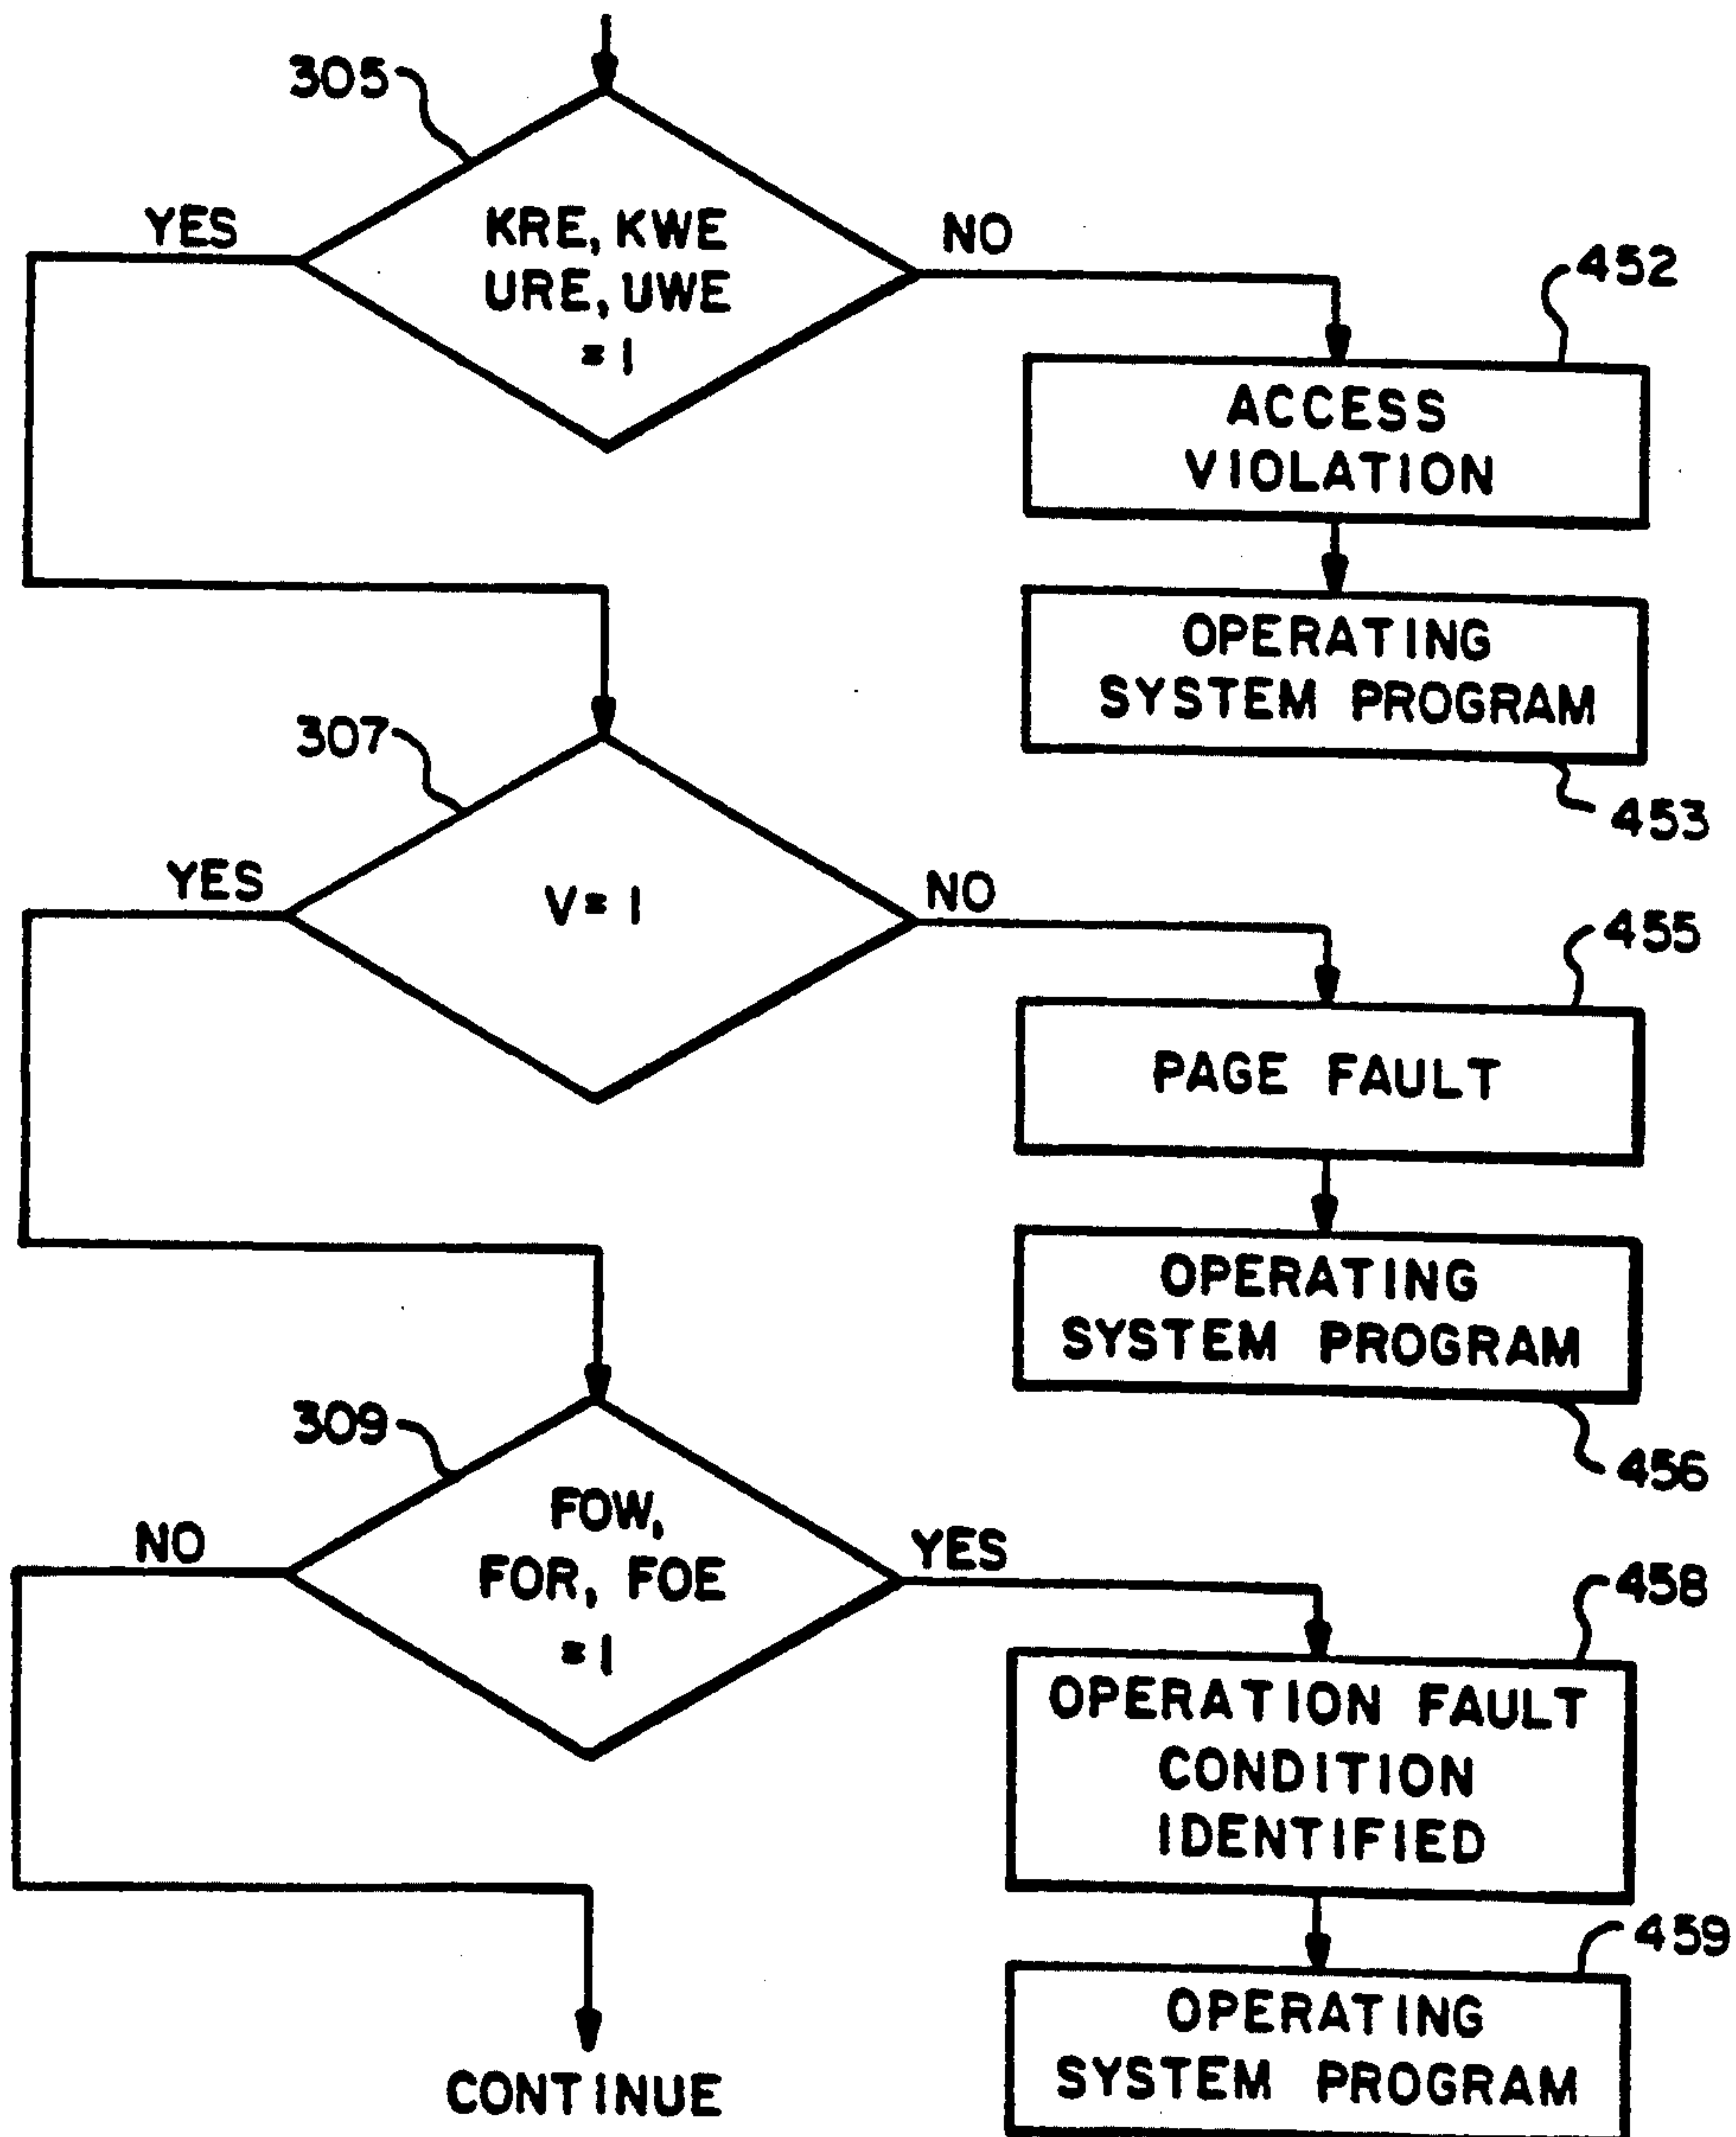 305
YES
KRE, KWE
URE, UWE
= 1
NO
452
ACCESS
VIOLATION
OPERATING
SYSTEM PROGRAM
453
307
YES
V = 1
NO
455
PAGE FAULT
OPERATING
SYSTEM PROGRAM
456
309
NO
FOW,
FOR, FOE
= 1
YES
458
OPERATION FAULT
CONDITION
IDENTIFIED
459
OPERATING
SYSTEM PROGRAM
CONTINUE